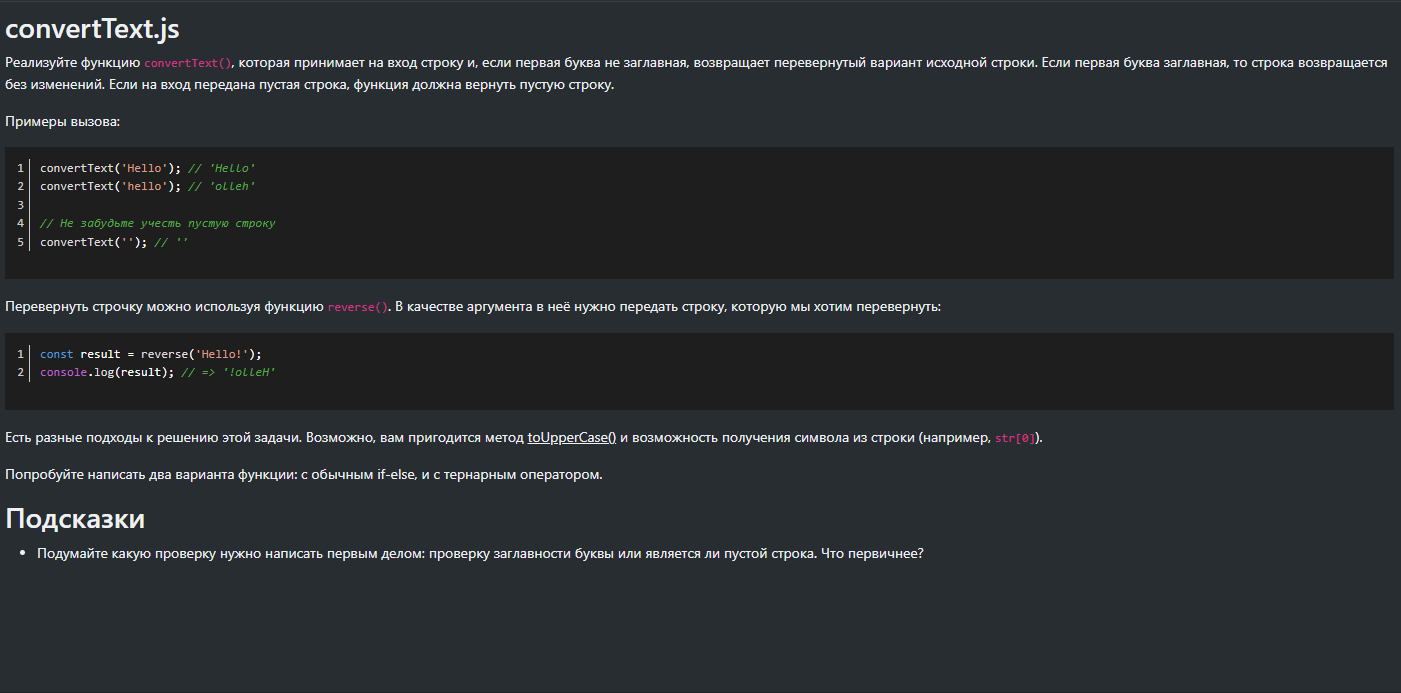 convertText.js
Реализуйте функцию convertText(), которая принимает на вход строку и, если первая буква не заглавная, возвращает перевернутый вариант исходной строки. Если первая буква заглавная, то строка возвращается
без изменений. Если на вход передана пустая строка, функция должна вернуть пустую строку.
Примеры вызова:
1 convertText('Hello'); // 'Hello'
2 convertText('hello'); // 'olleh'
3
4 // Не забудьте учесть пустую строку
5 convertText(''); // ''
Перевернуть строчку можно используя функцию reverse(). В качестве аргумента в неё нужно передать строку, которую мы хотим перевернуть:
1 const result = reverse('Hello!');
2 console.log(result); // => '!olleH'
Есть разные подходы к решению этой задачи. Возможно, вам пригодится метод toUpperCase() и возможность получения символа из строки (например, str[0]).
Попробуйте написать два варианта функции: с обычным if-else, и с тернарным оператором.
Подсказки
• Подумайте какую проверку нужно написать первым делом: проверку заглавности буквы или является ли пустой строка. Что первичнее?